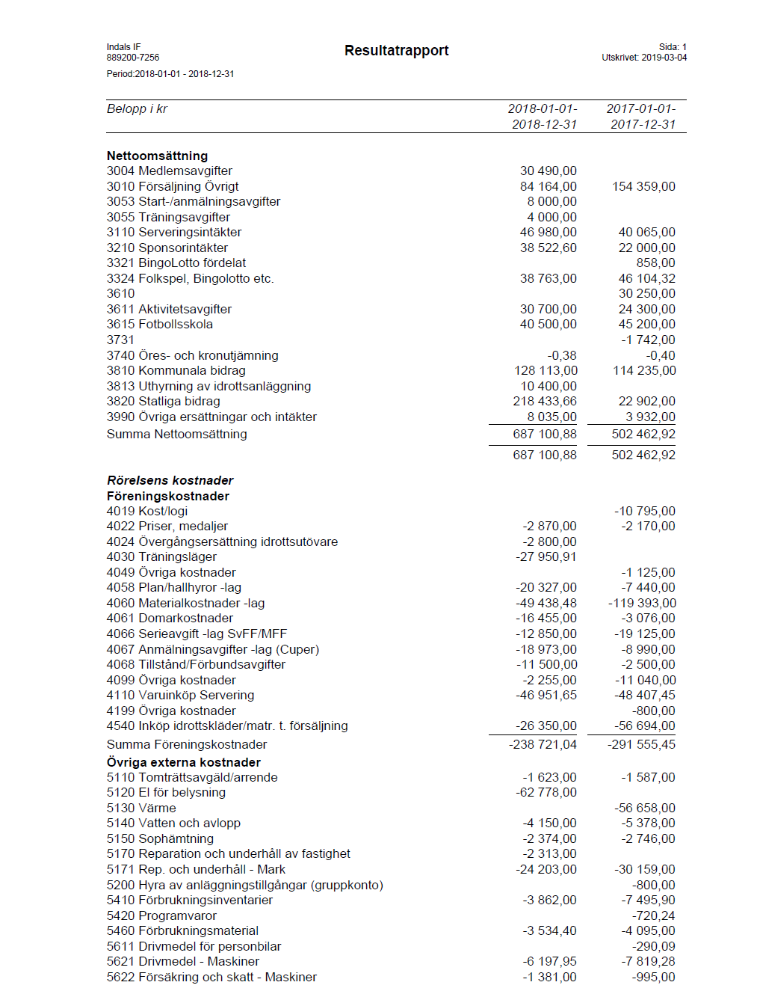 Indals IF
889200-7256
Resultatrapport
Sida: 1
Utskrivet: 2019-03-04
Period:2018-01-01 - 2018-12-31
Belopp i kr 2018-01-01- 2017-01-01-
2018-12-31 2017-12-31
Nettoomsättning
3004 Medlemsavgifter 30 490,00
3010 Försäljning Övrigt 84 164,00 154 359,00
3053 Start-/anmälningsavgifter 8 000,00
3055 Träningsavgifter 4 000,00
3110 Serveringsintäkter 46 980,00 40 065,00
3210 Sponsorintäkter 38 522,60 22 000,00
3321 BingoLotto fördelat 858,00
3324 Folkspel, Bingolotto etc. 38 763,00 46 104,32
3610 30 250,00
3611 Aktivitetsavgifter 30 700,00 24 300,00
3615 Fotbollsskola 40 500,00 45 200,00
3731 -1 742,00
3740 Öres- och kronutjämning -0,38 -0,40
3810 Kommunala bidrag 128 113,00 114 235,00
3813 Uthyrning av idrottsanläggning 10 400,00
3820 Statliga bidrag 218 433,66 22 902,00
3990 Övriga ersättningar och intäkter 8 035,00 3 932,00
Summa Nettoomsättning 687 100,88 502 462,92
687 100,88 502 462,92
Rörelsens kostnader
Föreningskostnader
4019 Kost/logi -10 795,00
4022 Priser, medaljer -2 870,00 -2 170,00
4024 Övergångsersättning idrottsutövare -2 800,00
4030 Träningsläger -27 950,91
4049 Övriga kostnader -1 125,00
4058 Plan/hallhyror -lag -20 327,00 -7 440,00
4060 Materialkostnader -lag -49 438,48 -119 393,00
4061 Domarkostnader -16 455,00 -3 076,00
4066 Serieavgift -lag SvFF/MFF -12 850,00 -19 125,00
4067 Anmälningsavgifter -lag (Cuper) -18 973,00 -8 990,00
4068 Tillstånd/Förbundsavgifter -11 500,00 -2 500,00
4099 Övriga kostnader -2 255,00 -11 040,00
4110 Varuinköp Servering -46 951,65 -48 407,45
4199 Övriga kostnader -800,00
4540 Inköp idrottskläder/matr. t. försäljning -26 350,00 -56 694,00
Summa Föreningskostnader -238 721,04 -291 555,45
Övriga externa kostnader
5110 Tomträttsavgäld/arrende -1 623,00 -1 587,00
5120 El för belysning -62 778,00
5130 Värme -56 658,00
5140 Vatten och avlopp -4 150,00 -5 378,00
5150 Sophämtning -2 374,00 -2 746,00
5170 Reparation och underhåll av fastighet -2 313,00
5171 Rep. och underhåll - Mark -24 203,00 -30 159,00
5200 Hyra av anläggningstillgångar (gruppkonto) -800,00
5410 Förbrukningsinventarier -3 862,00 -7 495,90
5420 Programvaror -720,24
5460 Förbrukningsmaterial -3 534,40 -4 095,00
5611 Drivmedel för personbilar -290,09
5621 Drivmedel - Maskiner -6 197,95 -7 819,28
5622 Försäkring och skatt - Maskiner -1 381,00 -995,00